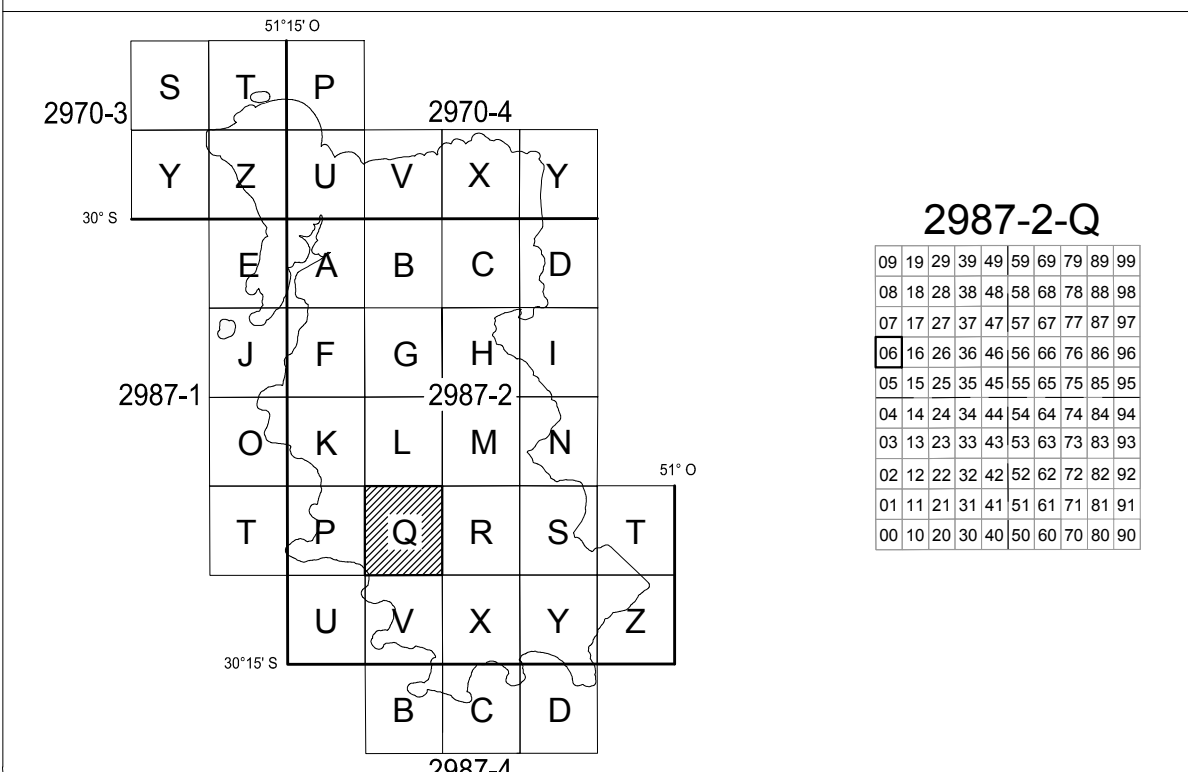 51°15' O
S T P
2970-3
2970-4
Y Z U V X Y
30° S
E A B C D
J F G H I
2987-1
2987-2
O K L M N
51° O
T P Q R S T
U V X Y Z
30°15' S
B C D
2987-4
2987-2-Q
09 19 29 39 49 59 69 79 89 99
08 18 28 38 48 58 68 78 88 98
07 17 27 37 47 57 67 77 87 97
06 16 26 36 46 56 66 76 86 96
05 15 25 35 45 55 65 75 85 95
04 14 24 34 44 54 64 74 84 94
03 13 23 33 43 53 63 73 83 93
02 12 22 32 42 52 62 72 82 92
01 11 21 31 41 51 61 71 81 91
00 10 20 30 40 50 60 70 80 90